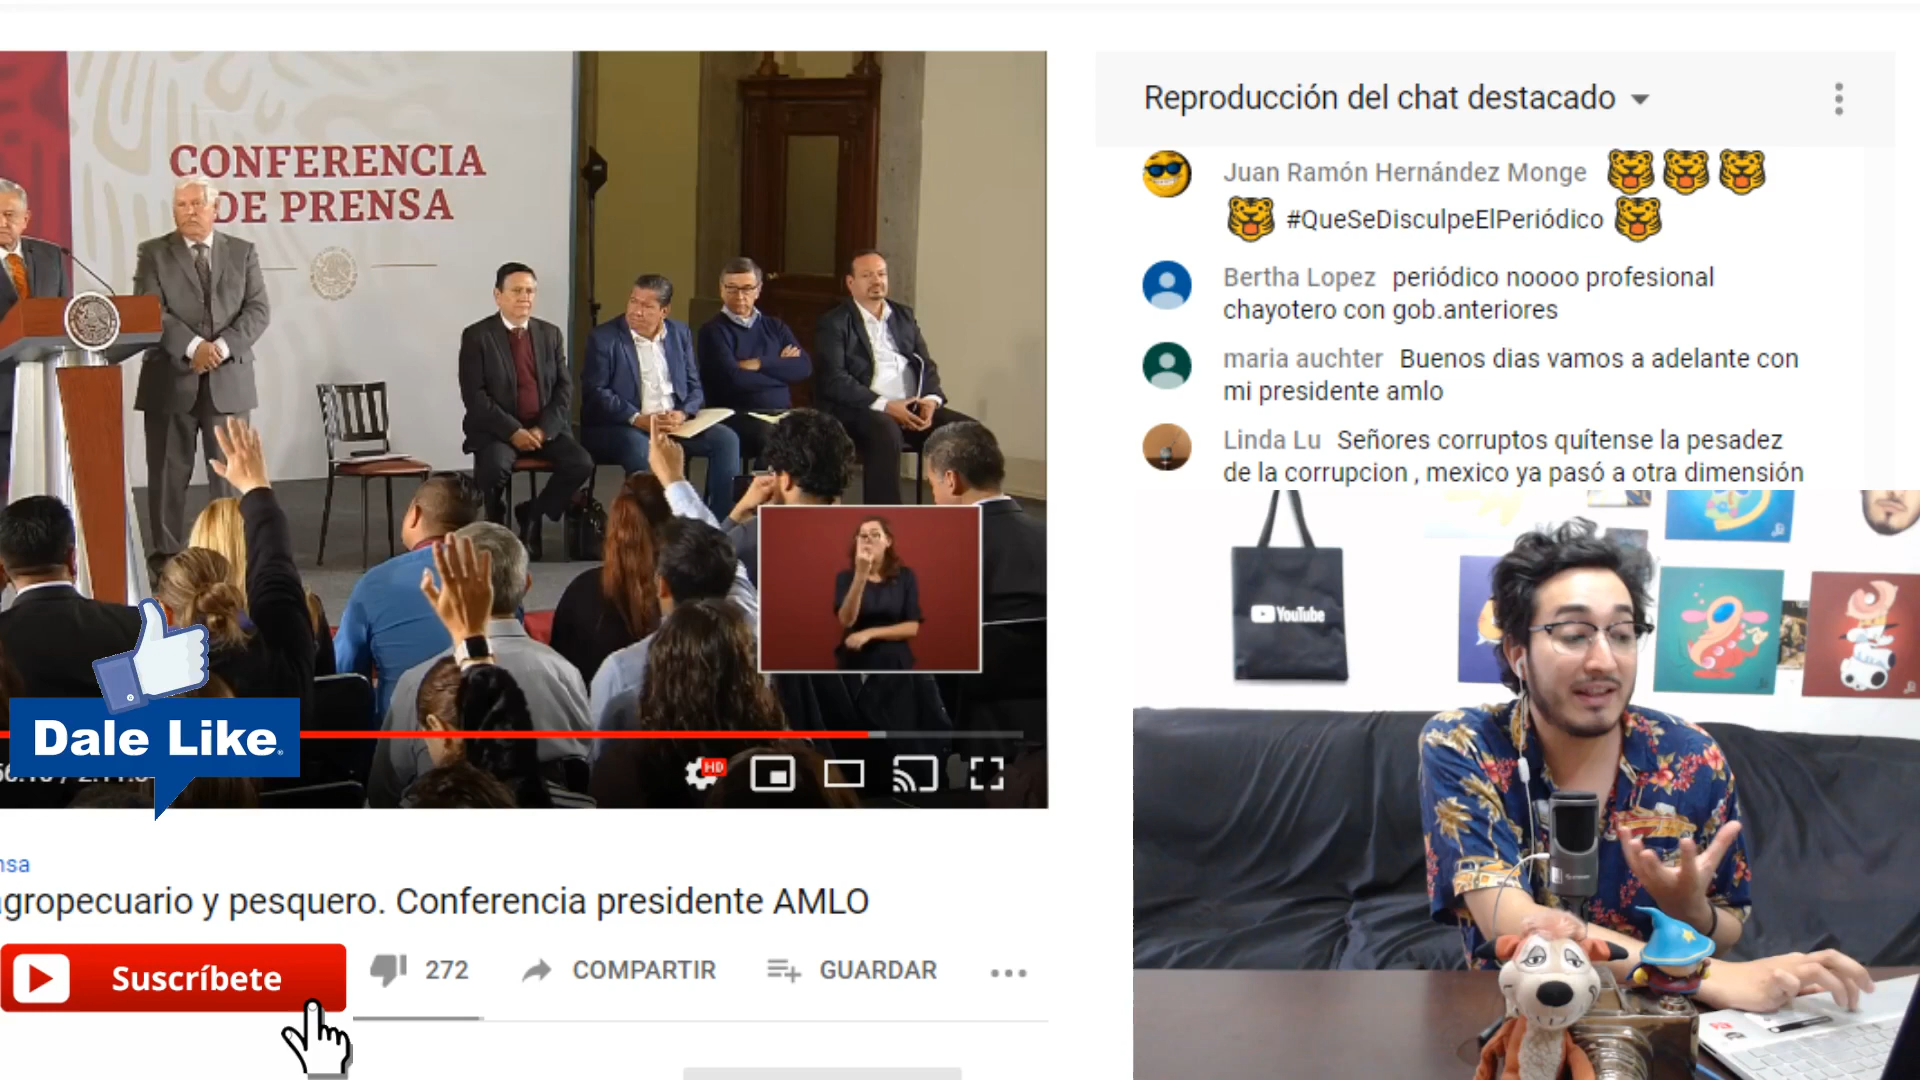 CONFERENCIA
DE PRENSA
HD
Dale Like
nsa
agropecuario y pesquero. Conferencia presidente AMLO
Suscríbete
272
COMPARTIR
GUARDAR
Reproducción del chat destacado
Juan Ramón Hernández Monge
#QueSeDisculpeElPeriódico
Bertha Lopez periódico noooo profesional
chayotero con gob.anteriores
maria auchter Buenos dias vamos a adelante con
mi presidente amlo
Linda Lu Señores corruptos quítense la pesadez
de la corrupcion , mexico ya pasó a otra dimensión
YouTube